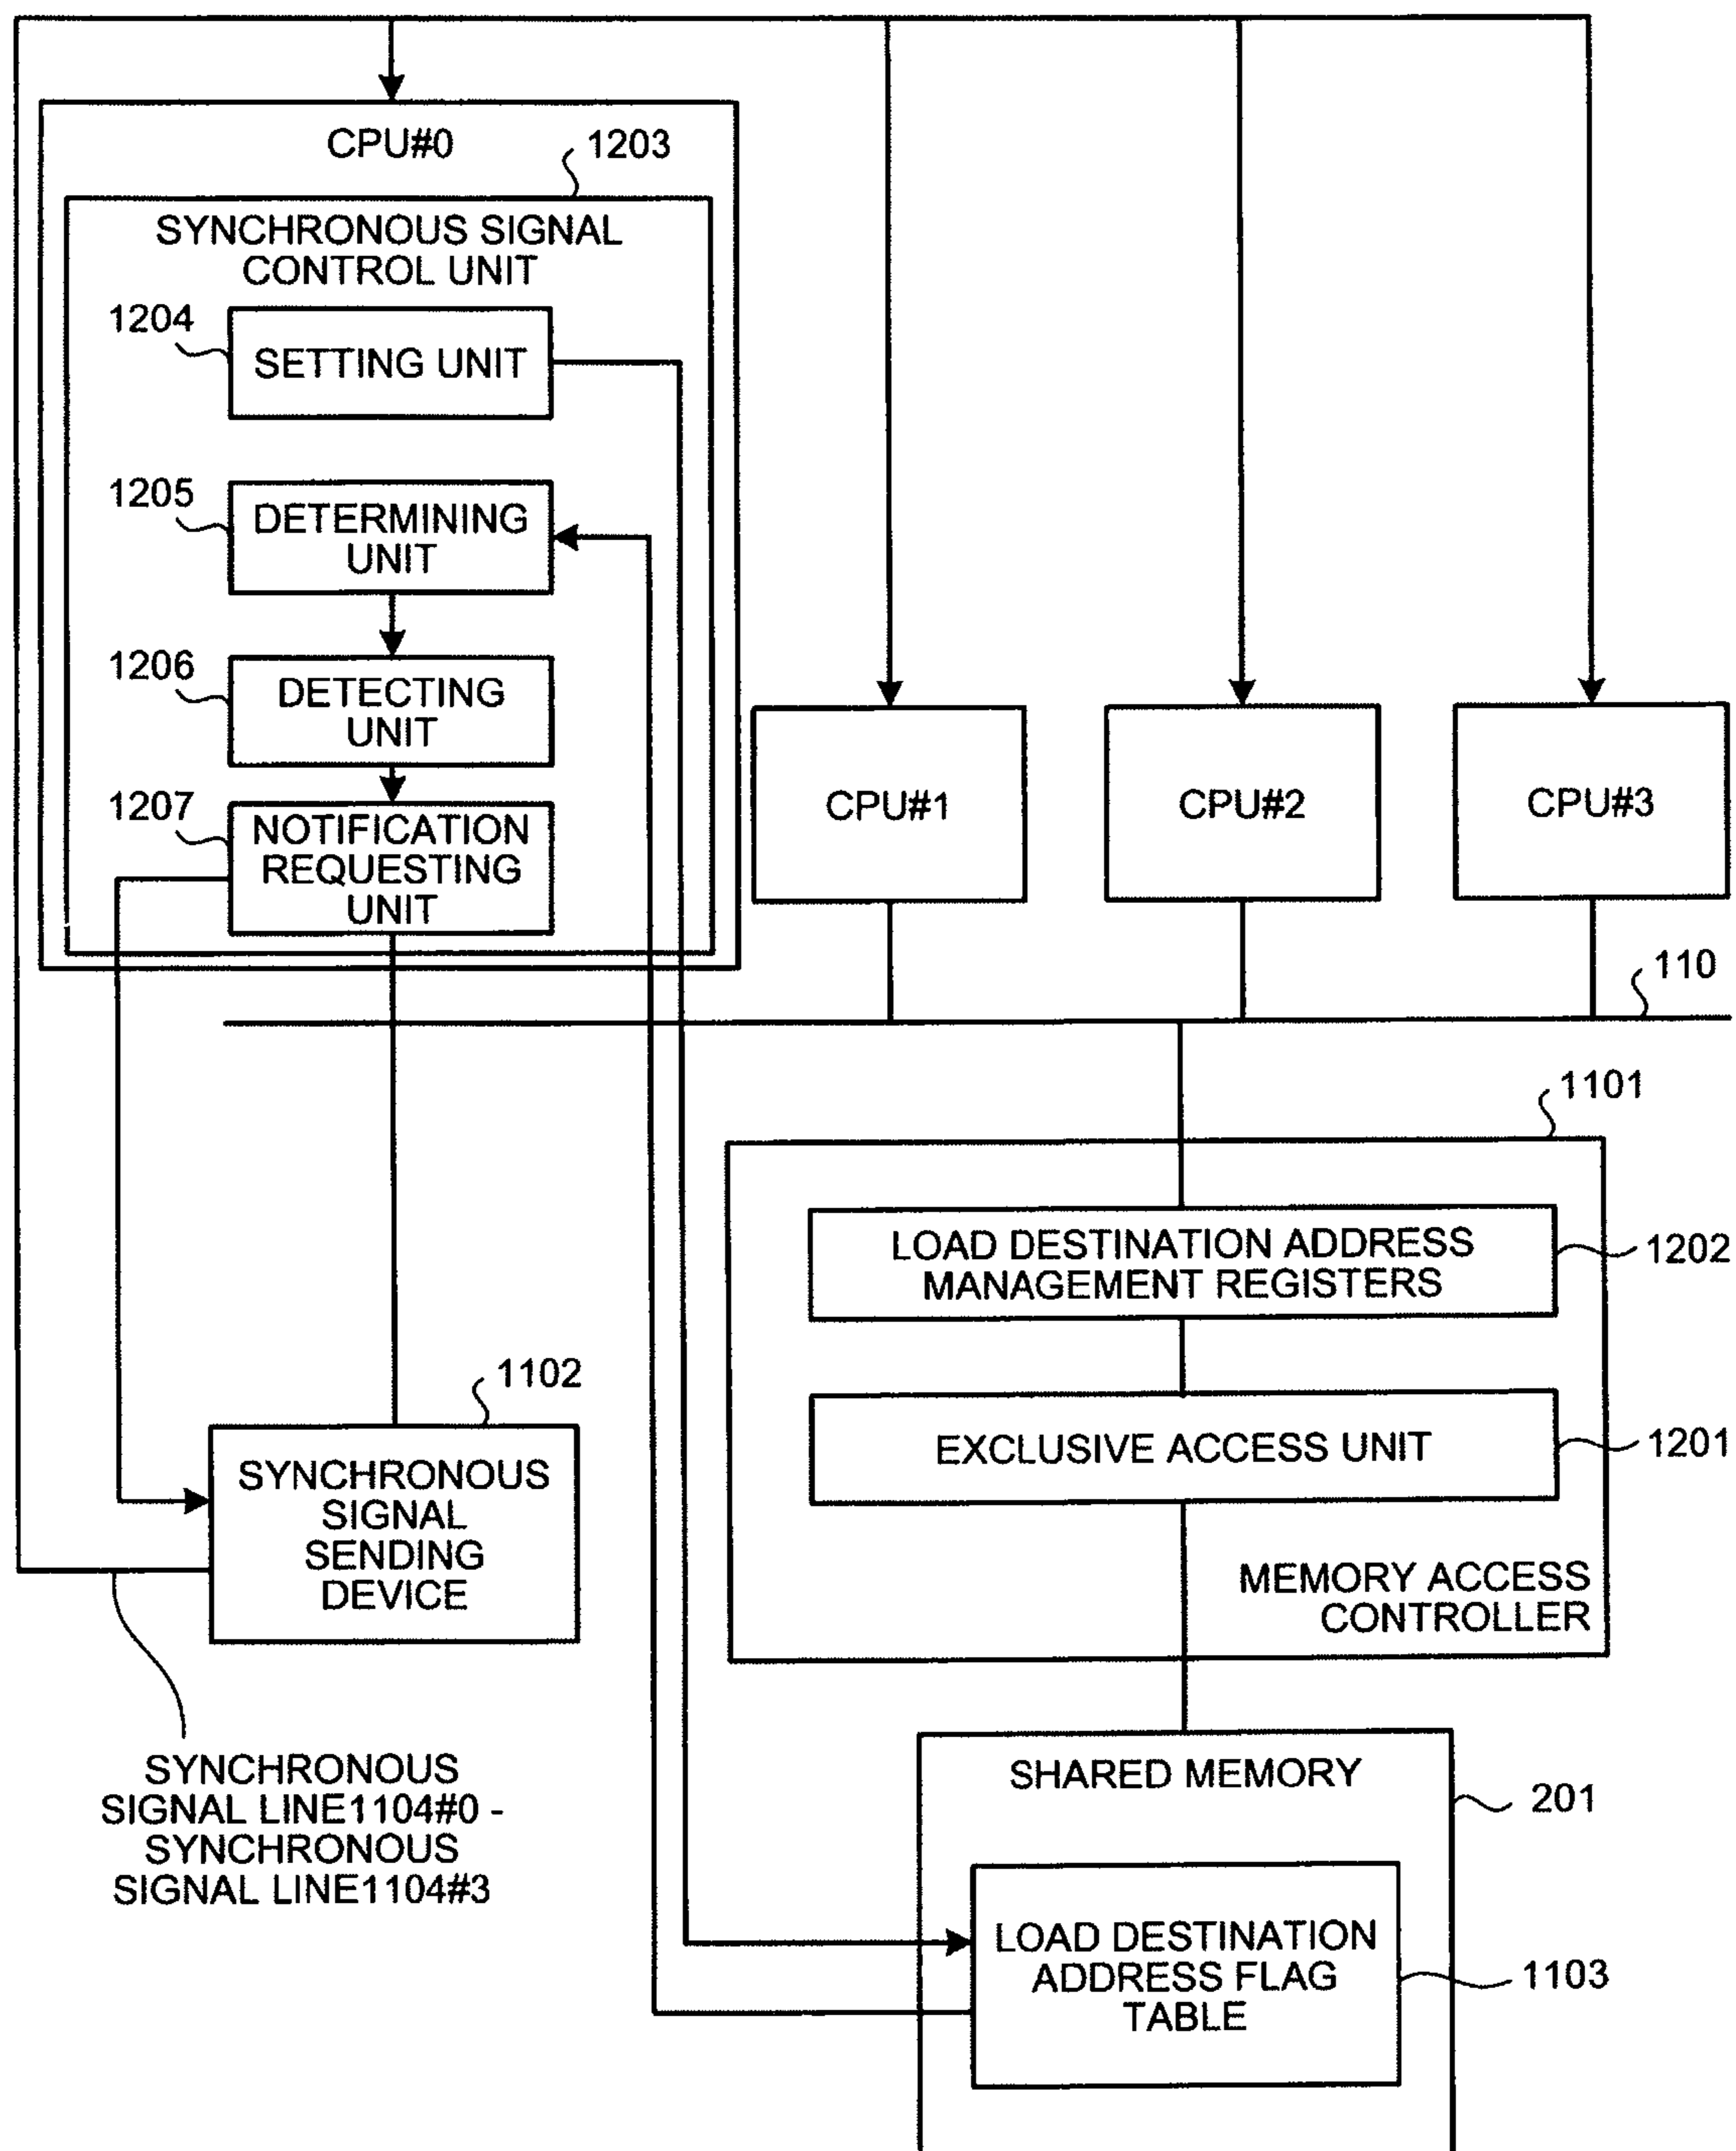 CPU#0
1203
SYNCHRONOUS SIGNAL
CONTROL UNIT
1204
SETTING UNIT
1205
DETERMINING
UNIT
1206
DETECTING
UNIT
1207
NOTIFICATION
REQUESTING
UNIT
CPU#1
CPU#2
CPU#3
110
1101
LOAD DESTINATION ADDRESS
MANAGEMENT REGISTERS
1202
EXCLUSIVE ACCESS UNIT
1201
MEMORY ACCESS
CONTROLLER
1102
SYNCHRONOUS
SIGNAL
SENDING
DEVICE
SYNCHRONOUS
SIGNAL LINE1104#0 -
SYNCHRONOUS
SIGNAL LINE1104#3
SHARED MEMORY
201
LOAD DESTINATION
ADDRESS FLAG
TABLE
1103